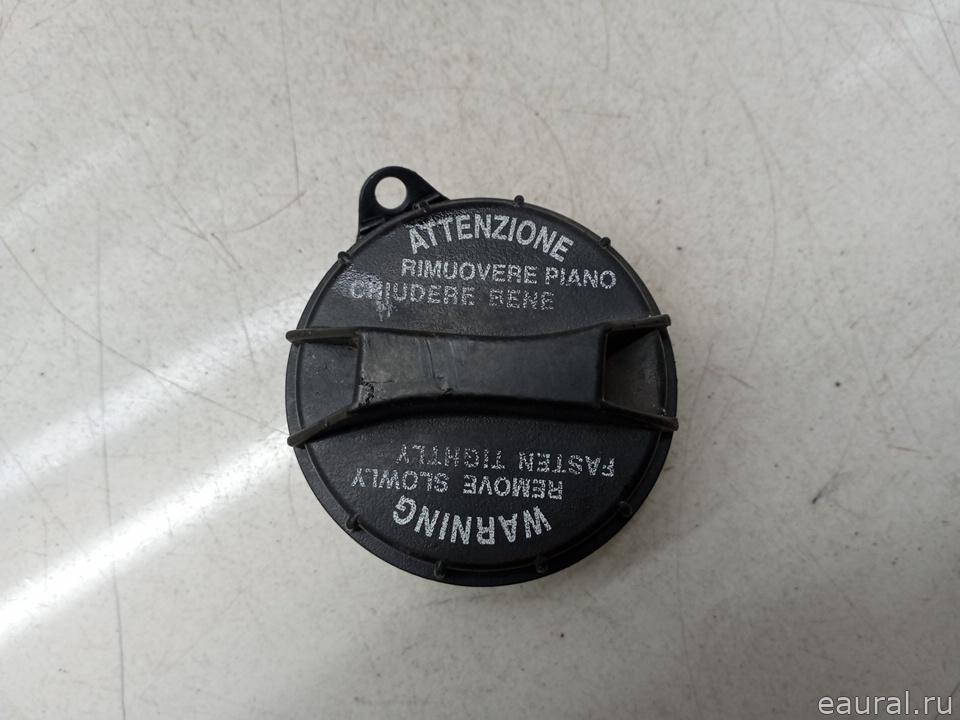 ATTENZIONE
RIMUOVERE PIANO
CHIUDERE BENE
WARNING
REMOVE SLOWLY
FASTEN TIGHTLY
eaural.ru